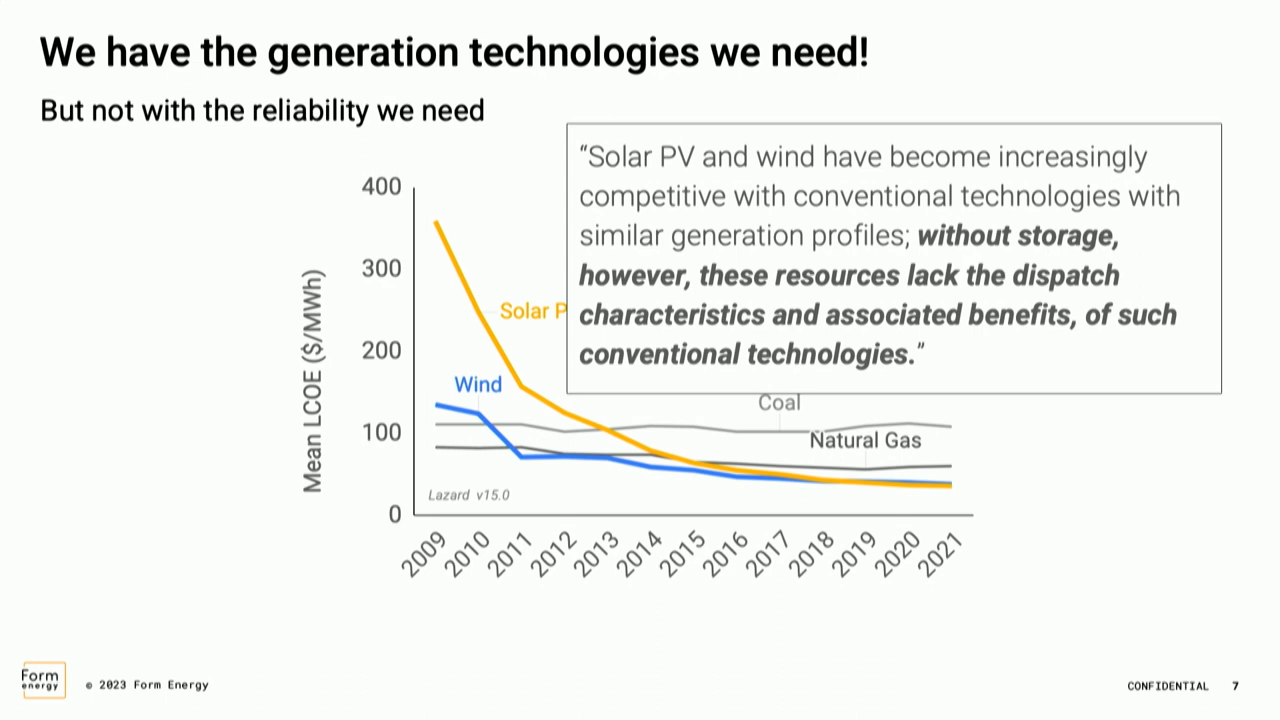 We have the generation technologies we need!
But not with the reliability we need
“Solar PV and wind have become increasingly
competitive with conventional technologies with
similar generation profiles; without storage,
however, these resources lack the dispatch
characteristics and associated benefits, of such
conventional technologies.”
Mean LCOE ($/MWh)
400
300
200
100
0
Solar P
Wind
Coal
Natural Gas
Lazard v15.0
2009
2010
2011
2012
2013
2014
2015
2016
2017
2018
2019
2020
2021
Form
energy
© 2023 Form Energy
CONFIDENTIAL 7